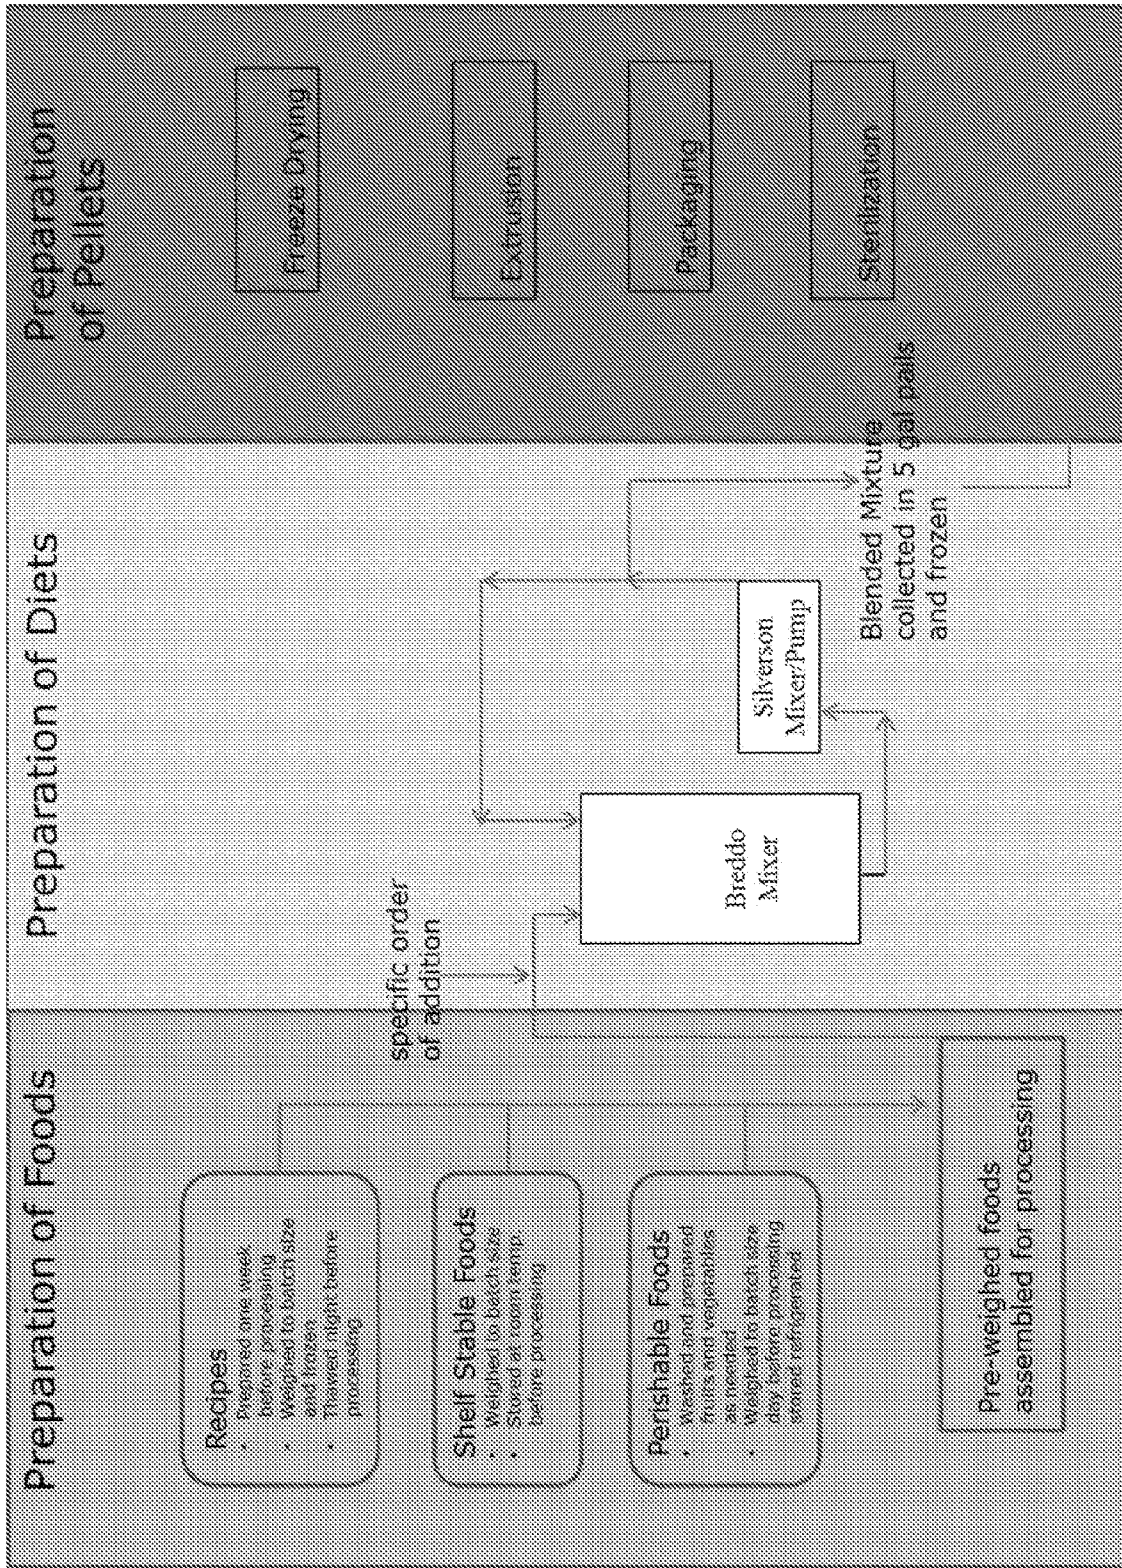 Preparation of Foods
Recipes
• Prepared one week
before processing
• Weighed to batch size
and frozen
• Thawed night before
processing
Shelf Stable Foods
• Weighed to batch size
• Stored at room temp.
before processing
Perishable Foods
• Washed and prepared
fruits and vegetables
as needed
• Weighed to batch size
day before processing
stored refrigerated
Pre-weighed foods
assembled for processing
Preparation of Diets
specific order
of addition
Breddo
Mixer
Silverson
Mixer/Pump
Blended Mixture
collected in 5 gal pails
and frozen
Preparation
of Pellets
Freeze Drying
Extrusion
Packaging
Sterilization